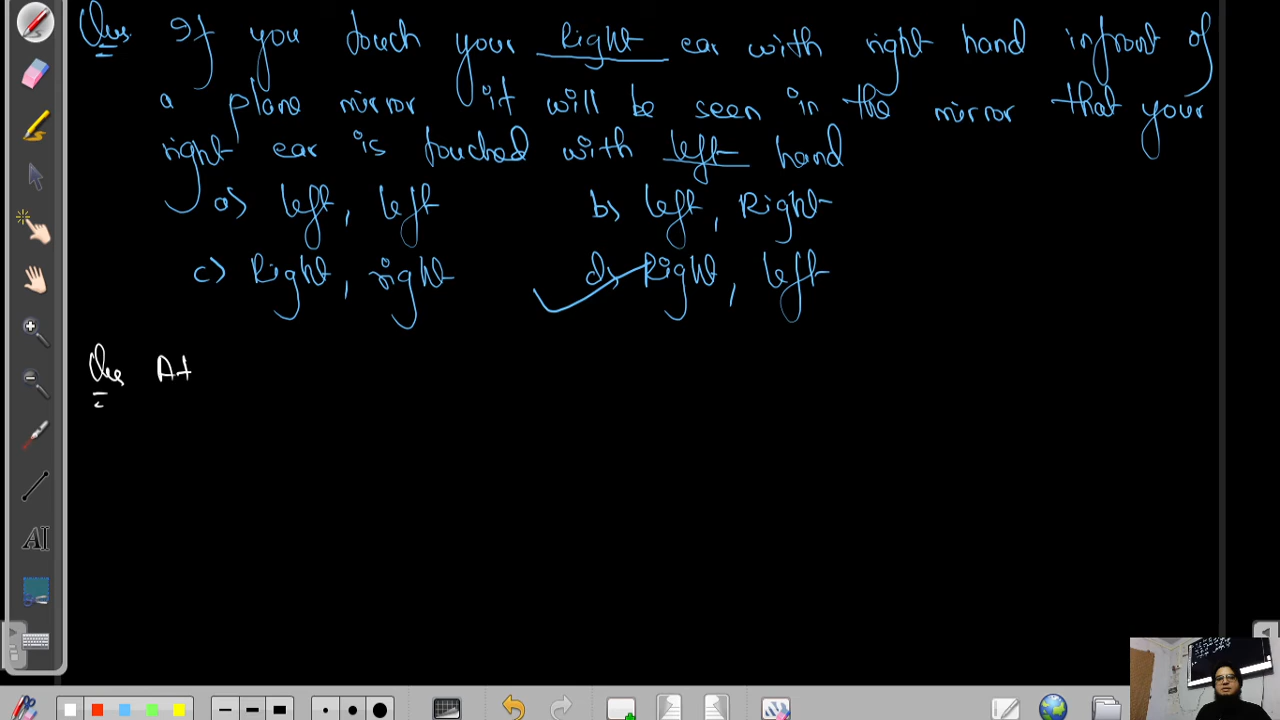 Ques. If you touch your Right ear with right hand infront of
a plane mirror it will be seen in the mirror that your
right ear is touched with left hand
a) left, left b) left, Right
c) Right, right d) Right, left
Ques At